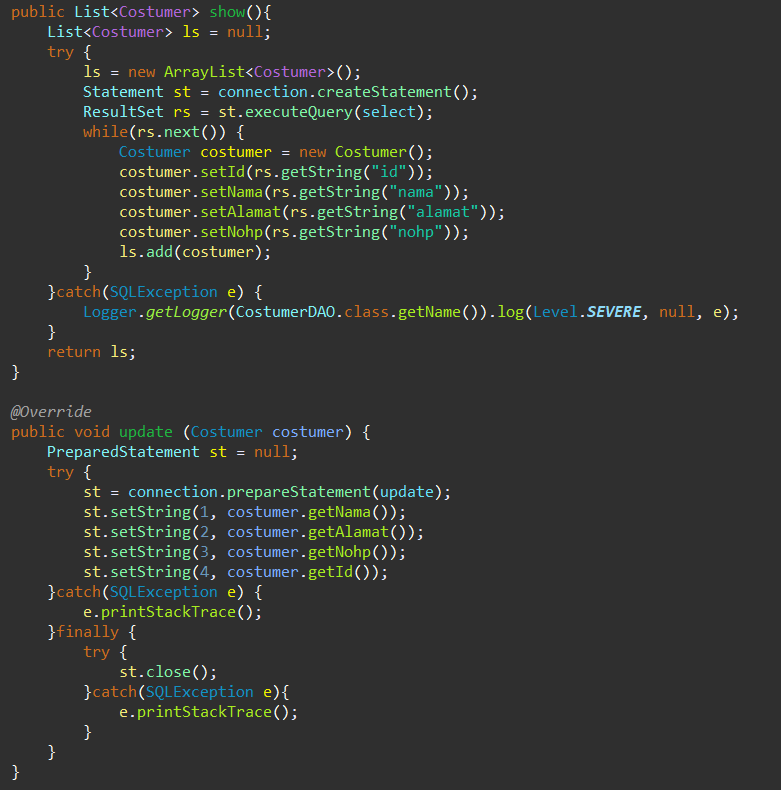 public List<Costumer> show(){
    List<Costumer> ls = null;
    try {
        ls = new ArrayList<Costumer>();
        Statement st = connection.createStatement();
        ResultSet rs = st.executeQuery(select);
        while(rs.next()) {
            Costumer costumer = new Costumer();
            costumer.setId(rs.getString("id"));
            costumer.setNama(rs.getString("nama"));
            costumer.setAlamat(rs.getString("alamat"));
            costumer.setNohp(rs.getString("nohp"));
            ls.add(costumer);
        }
    }catch(SQLException e) {
        Logger.getLogger(CostumerDAO.class.getName()).log(Level.SEVERE, null, e);
    }
    return ls;
}

@Override
public void update (Costumer costumer) {
    PreparedStatement st = null;
    try {
        st = connection.prepareStatement(update);
        st.setString(1, costumer.getNama());
        st.setString(2, costumer.getAlamat());
        st.setString(3, costumer.getNohp());
        st.setString(4, costumer.getId());
    }catch(SQLException e) {
        e.printStackTrace();
    }finally {
        try {
            st.close();
        }catch(SQLException e){
            e.printStackTrace();
        }
    }
}